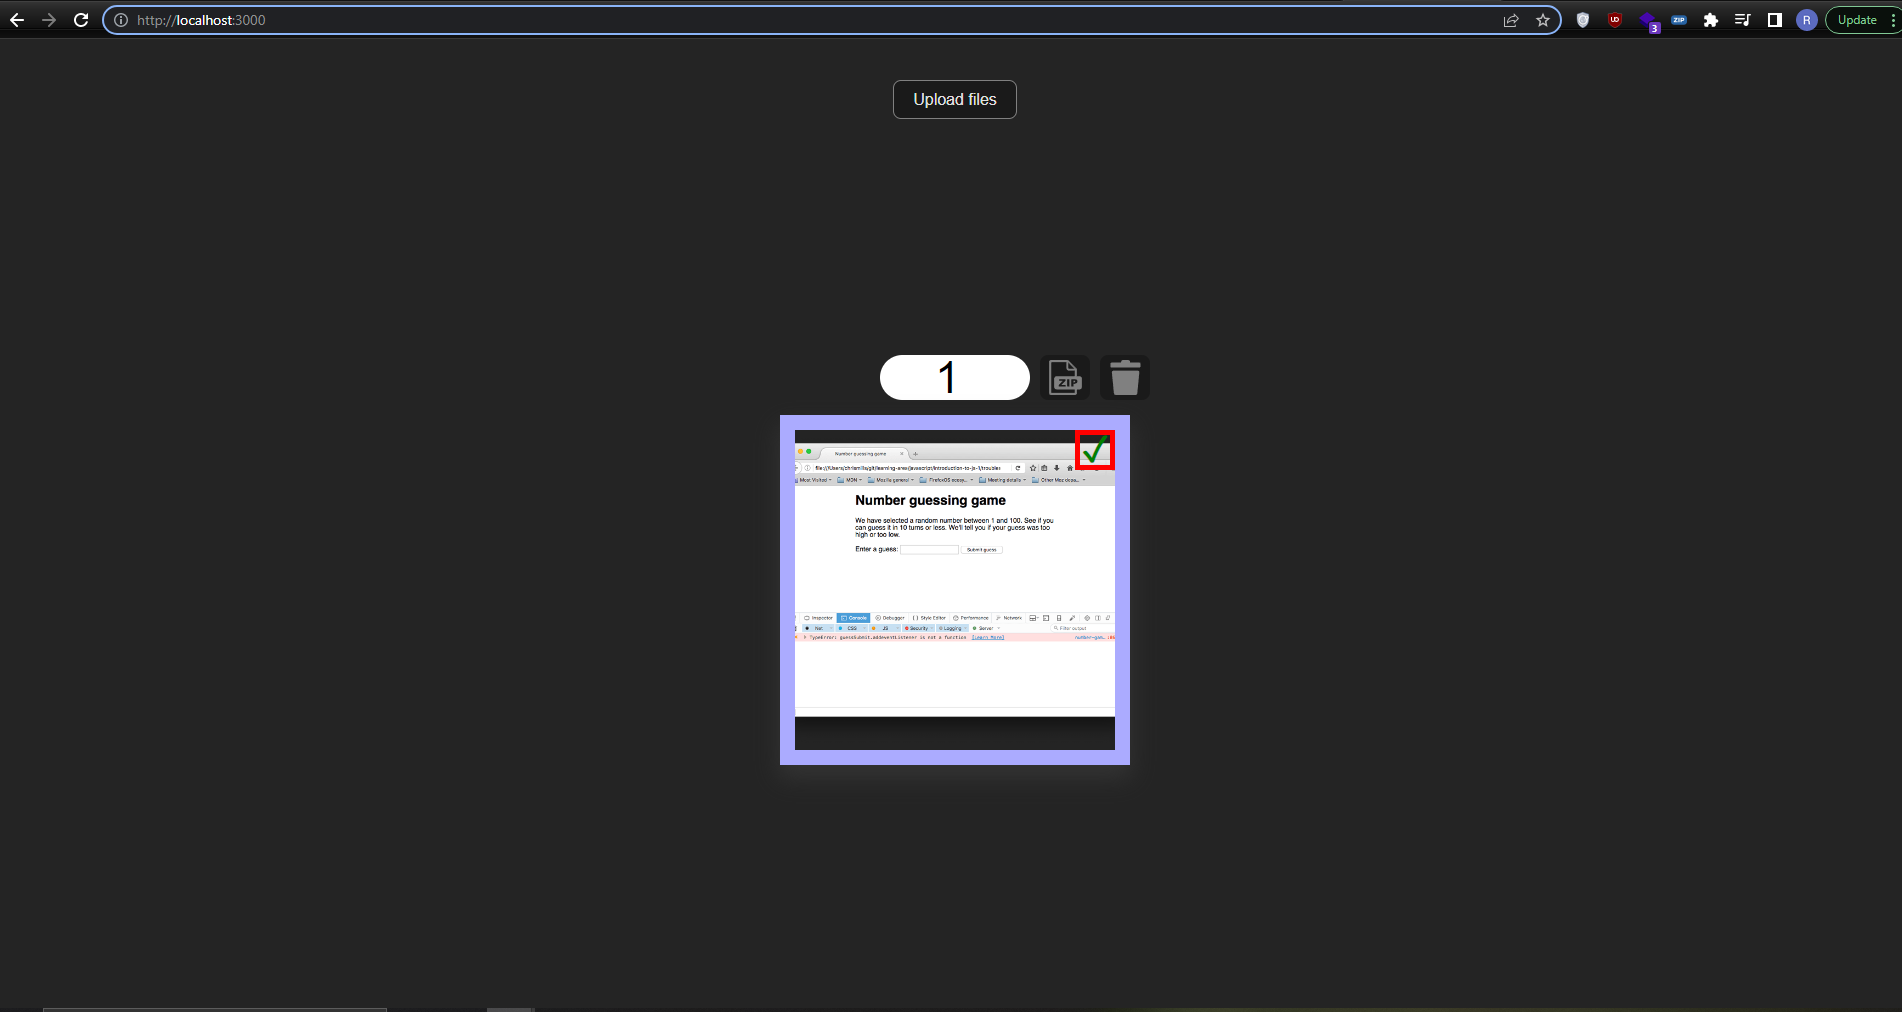 http://localhost:3000
3
ZIP
R
Update
Upload files
1
ZIP
Number guessing game
file:///Users/chrismills/git/learning-area/javascript/introduction-to-js-1/troubles
Most Visited
MDN
Mozilla general
FirefoxOS ecosy...
Meeting details
Other Moz depa...
Number guessing game
We have selected a random number between 1 and 100. See if you
can guess it in 10 turns or less. We'll tell you if your guess was too
high or too low.
Enter a guess:
Submit guess
Inspector
Console
Debugger
Style Editor
Performance
Network
Net
CSS
JS
Security
Logging
Server
Filter output
TypeError: guessSubmit.addeventListener is not a function [Learn More]
number-gam...